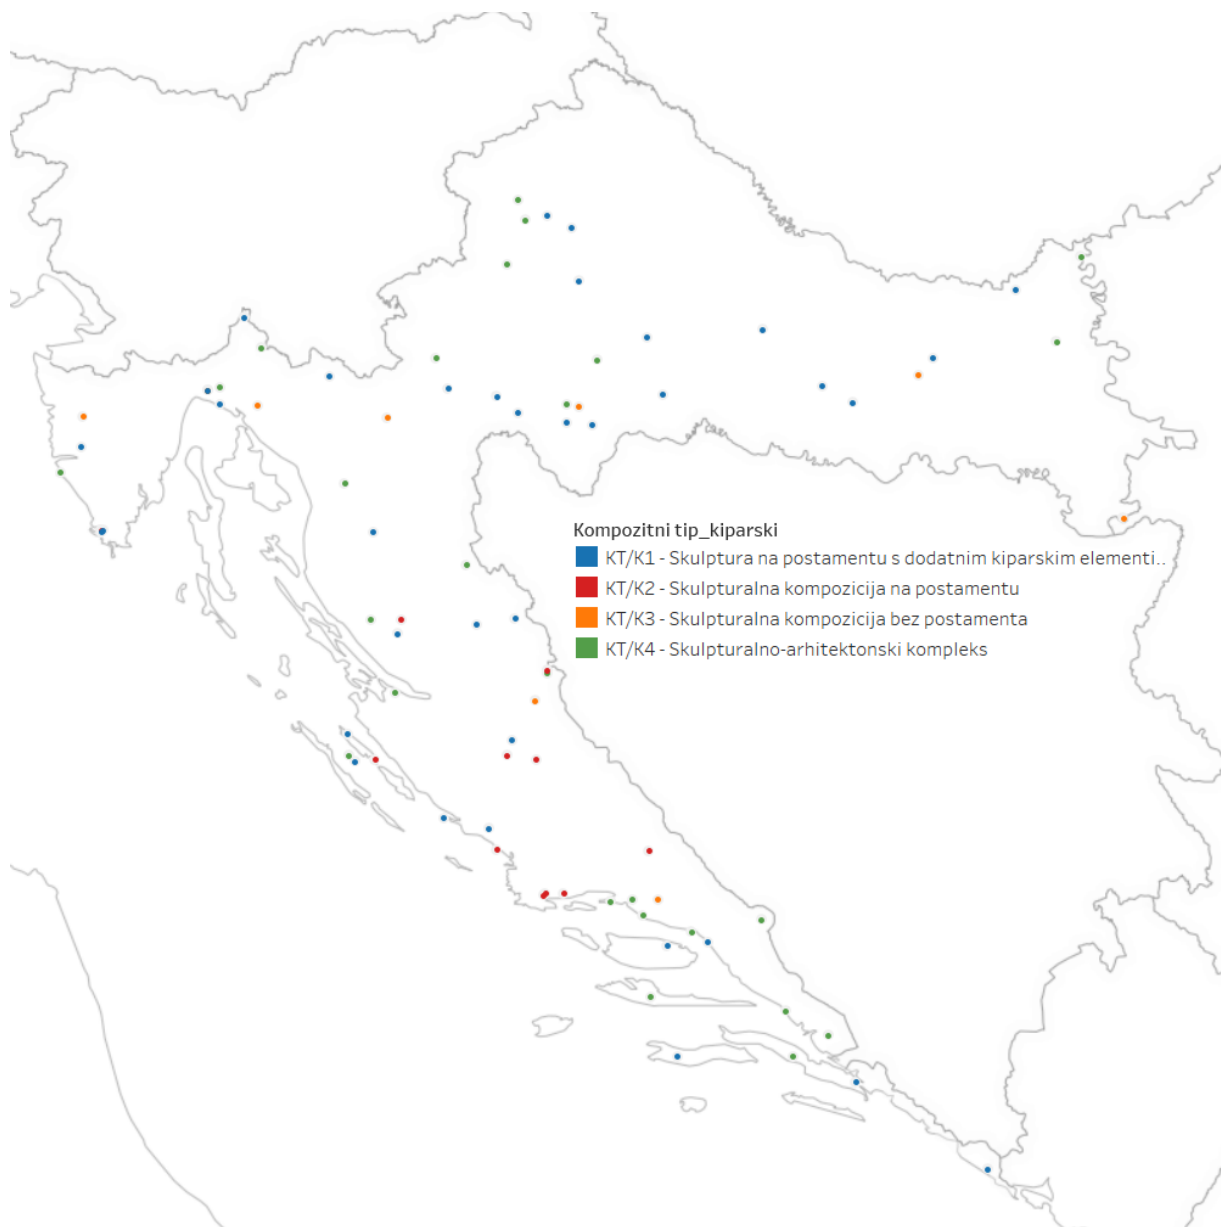 Kompozitni tip_kiparski
KT/K1 - Skulptura na postamentu s dodatnim kiparskim elementi..
KT/K2 - Skulpturalna kompozicija na postamentu
KT/K3 - Skulpturalna kompozicija bez postamenta
KT/K4 - Skulpturalno-arhitektonski kompleks